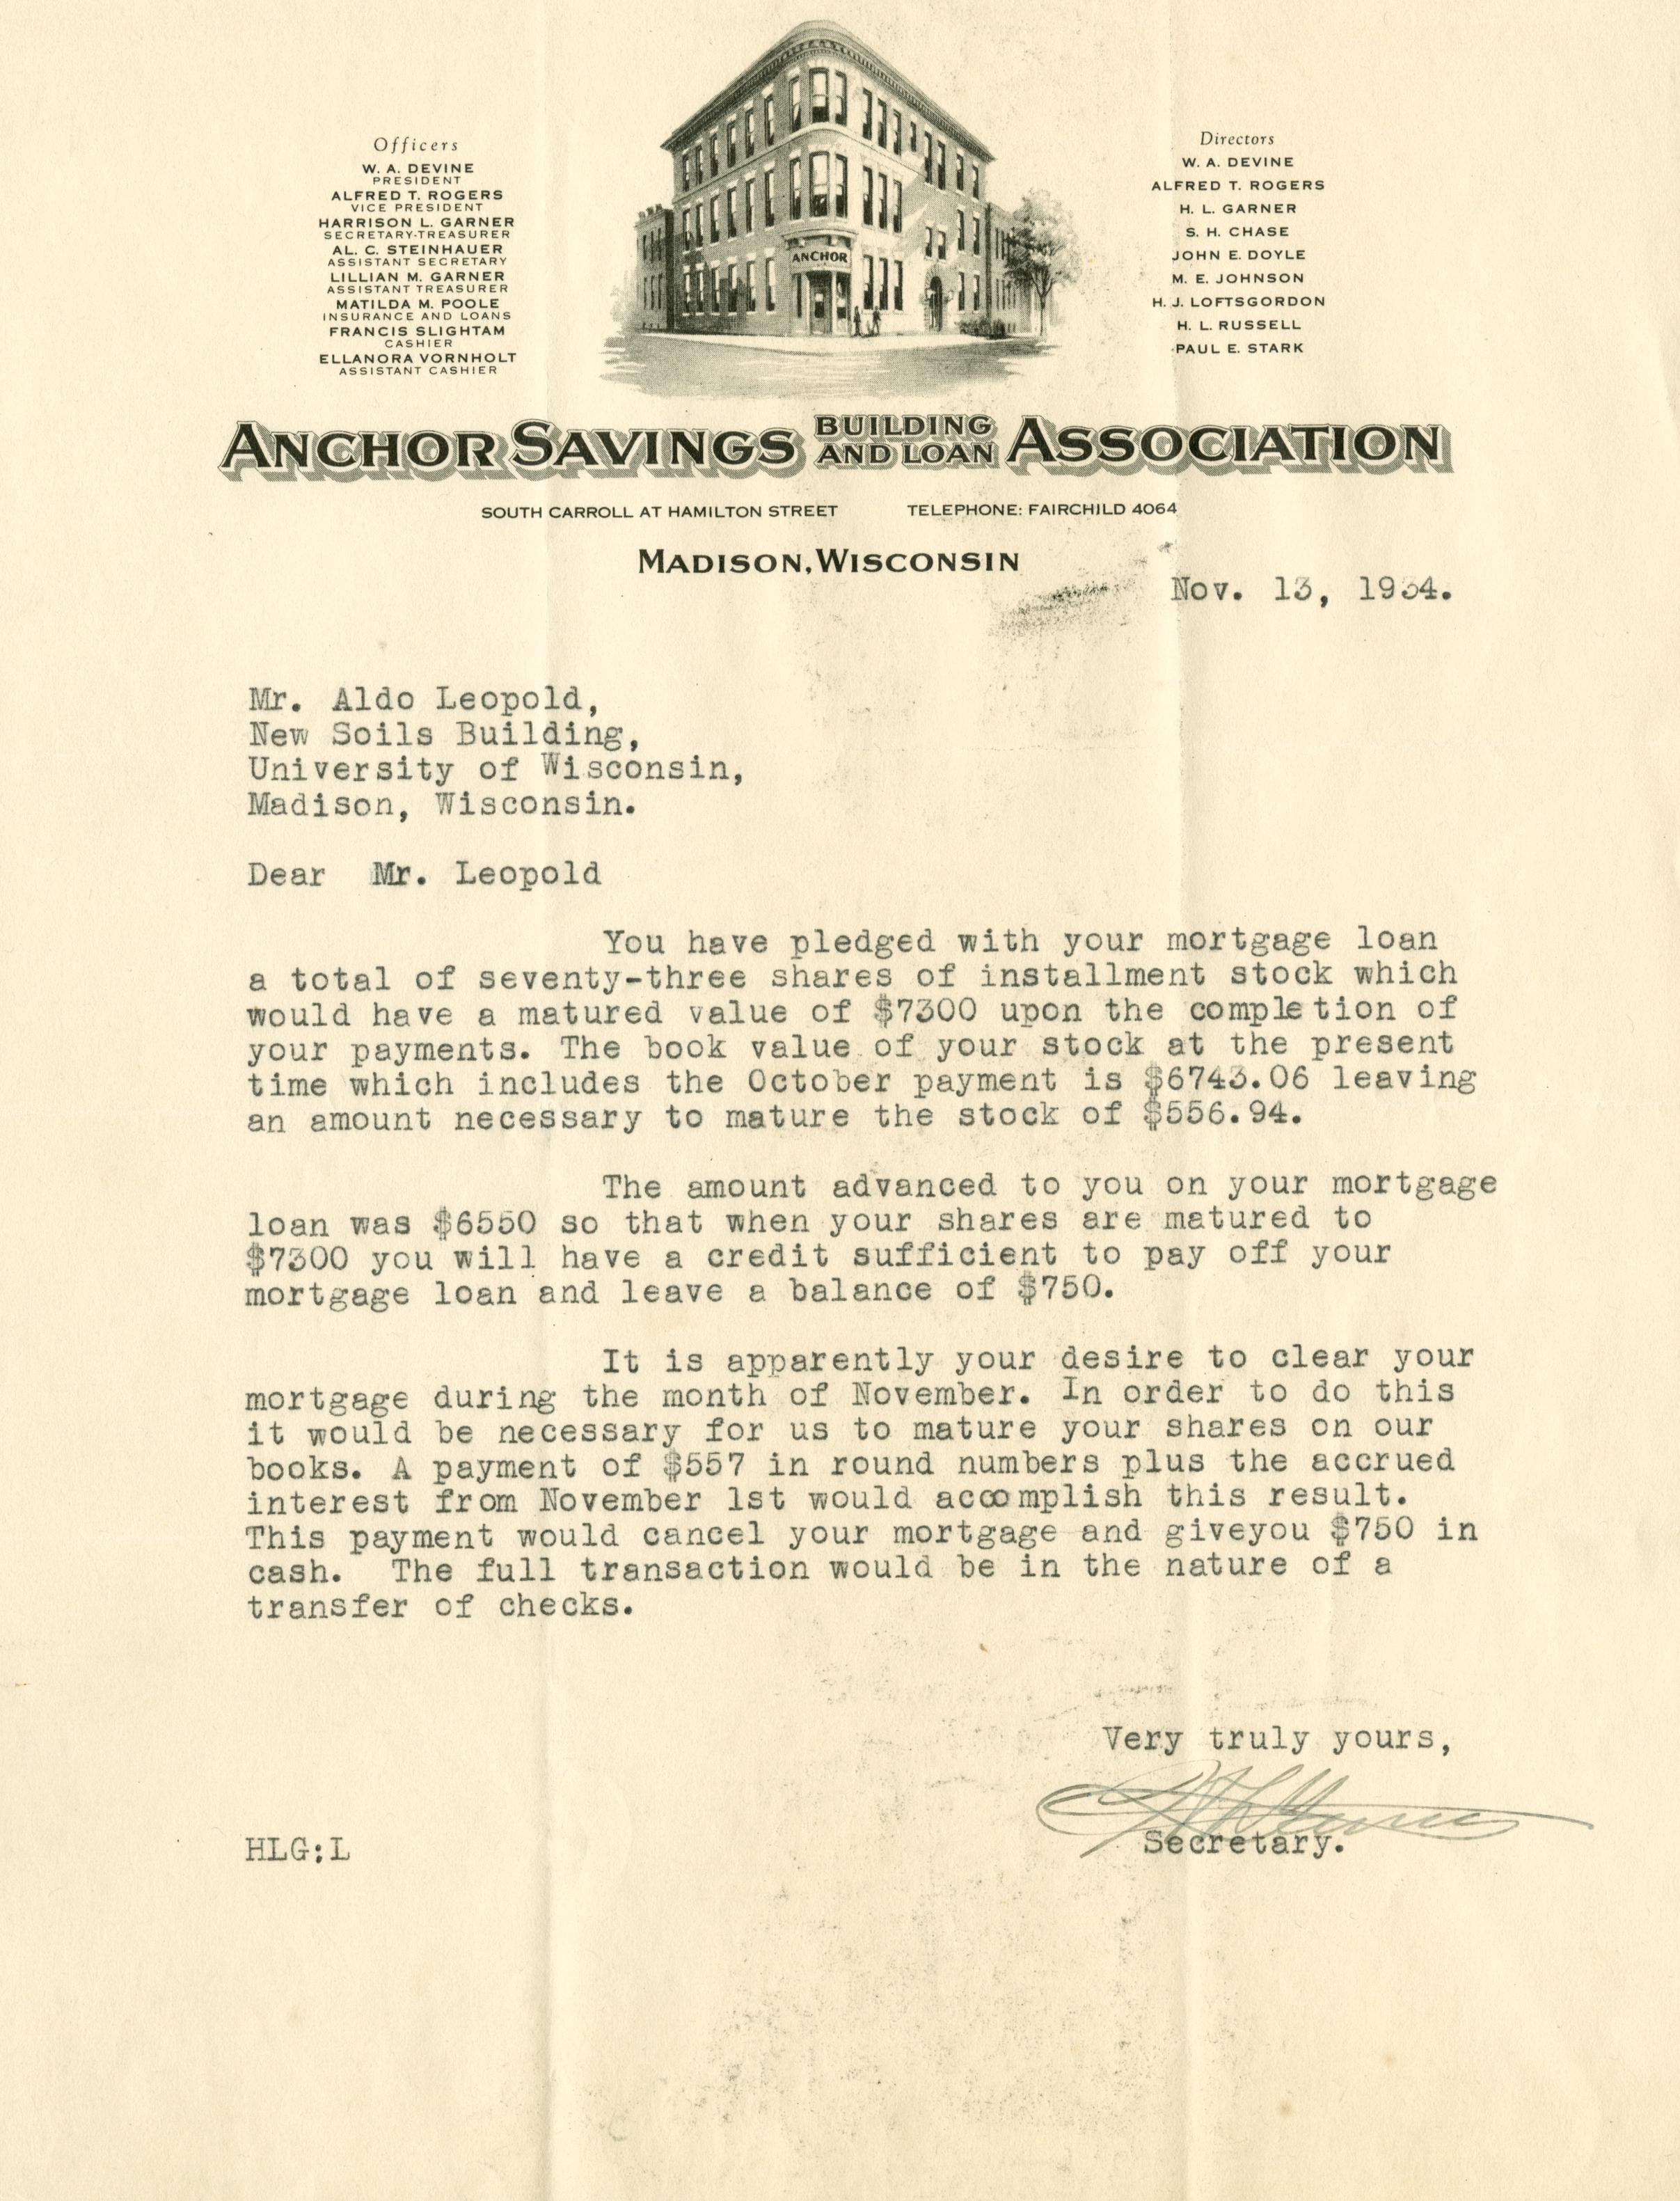 Officers
W. A. DEVINE
PRESIDENT
ALFRED T. ROGERS
VICE PRESIDENT
HARRISON L. GARNER
SECRETARY-TREASURER
AL. C. STEINHAUER
ASSISTANT SECRETARY
LILLIAN M. GARNER
ASSISTANT TREASURER
MATILDA M. POOLE
INSURANCE AND LOANS
FRANCIS SLIGHTAM
CASHIER
ELLANORA VORNHOLT
ASSISTANT CASHIER
ANCHOR
Directors
W. A. DEVINE
ALFRED T. ROGERS
H. L. GARNER
S. H. CHASE
JOHN E. DOYLE
M. E. JOHNSON
H. J. LOFTSGORDON
H. L. RUSSELL
PAUL E. STARK
ANCHOR SAVINGS BUILDING AND LOAN ASSOCIATION
SOUTH CARROLL AT HAMILTON STREET TELEPHONE: FAIRCHILD 4064
MADISON, WISCONSIN
Nov. 13, 1934.
Mr. Aldo Leopold,
New Soils Building,
University of Wisconsin,
Madison, Wisconsin.
Dear Mr. Leopold
You have pledged with your mortgage loan
a total of seventy-three shares of installment stock which
would have a matured value of $7300 upon the completion of
your payments. The book value of your stock at the present
time which includes the October payment is $6743.06 leaving
an amount necessary to mature the stock of $556.94.
The amount advanced to you on your mortgage
loan was $6550 so that when your shares are matured to
$7300 you will have a credit sufficient to pay off your
mortgage loan and leave a balance of $750.
It is apparently your desire to clear your
mortgage during the month of November. In order to do this
it would be necessary for us to mature your shares on our
books. A payment of $557 in round numbers plus the accrued
interest from November 1st would accomplish this result.
This payment would cancel your mortgage and giveyou $750 in
cash. The full transaction would be in the nature of a
transfer of checks.
Very truly yours,
H L Garner
Secretary.
HLG:L